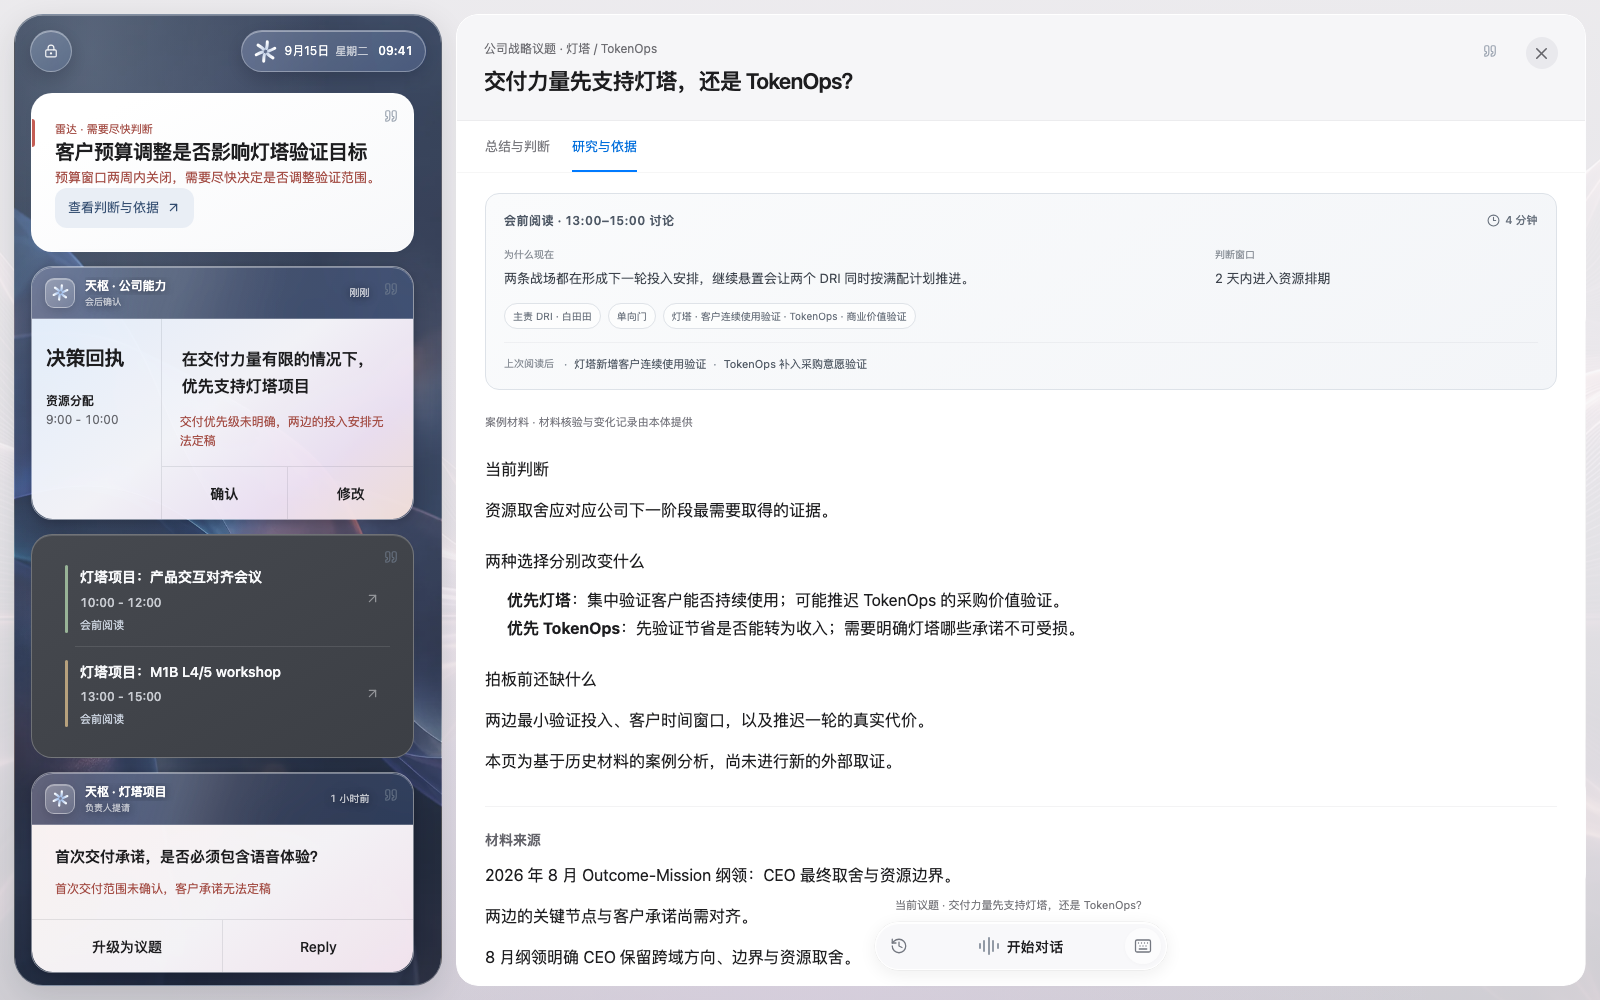 9月15日 星期二 09:41
雷达 · 需要尽快判断
客户预算调整是否影响灯塔验证目标
预算窗口两周内关闭，需要尽快决定是否调整验证范围。
查看判断与依据
天枢 · 公司能力
会后确认
刚刚
决策回执
资源分配
9:00 - 10:00
在交付力量有限的情况下，
优先支持灯塔项目
交付优先级未明确，两边的投入安排无
法定稿
确认
修改
灯塔项目：产品交互对齐会议
10:00 - 12:00
会前阅读
灯塔项目：M1B L4/5 workshop
13:00 - 15:00
会前阅读
天枢 · 灯塔项目
负责人提请
1 小时前
首次交付承诺，是否必须包含语音体验？
首次交付范围未确认，客户承诺无法定稿
升级为议题
Reply
公司战略议题 · 灯塔 / TokenOps
交付力量先支持灯塔，还是 TokenOps?
总结与判断
研究与依据
会前阅读 · 13:00–15:00 讨论
4 分钟
为什么现在
两条战场都在形成下一轮投入安排，继续悬置会让两个 DRI 同时按满配计划推进。
判断窗口
2 天内进入资源排期
主责 DRI · 白田田
单向门
灯塔 · 客户连续使用验证 · TokenOps · 商业价值验证
上次阅读后 · 灯塔新增客户连续使用验证 · TokenOps 补入采购意愿验证
案例材料 · 材料核验与变化记录由本体提供
当前判断
资源取舍应对应公司下一阶段最需要取得的证据。
两种选择分别改变什么
优先灯塔：集中验证客户能否持续使用；可能推迟 TokenOps 的采购价值验证。
优先 TokenOps：先验证节省是否能转为收入；需要明确灯塔哪些承诺不可受损。
拍板前还缺什么
两边最小验证投入、客户时间窗口，以及推迟一轮的真实代价。
本页为基于历史材料的案例分析，尚未进行新的外部取证。
材料来源
2026 年 8 月 Outcome-Mission 纲领：CEO 最终取舍与资源边界。
两边的关键节点与客户承诺尚需对齐。
8 月纲领明确 CEO 保留跨域方向、边界与资源取舍。
当前议题 · 交付力量先支持灯塔，还是 TokenOps?
开始对话